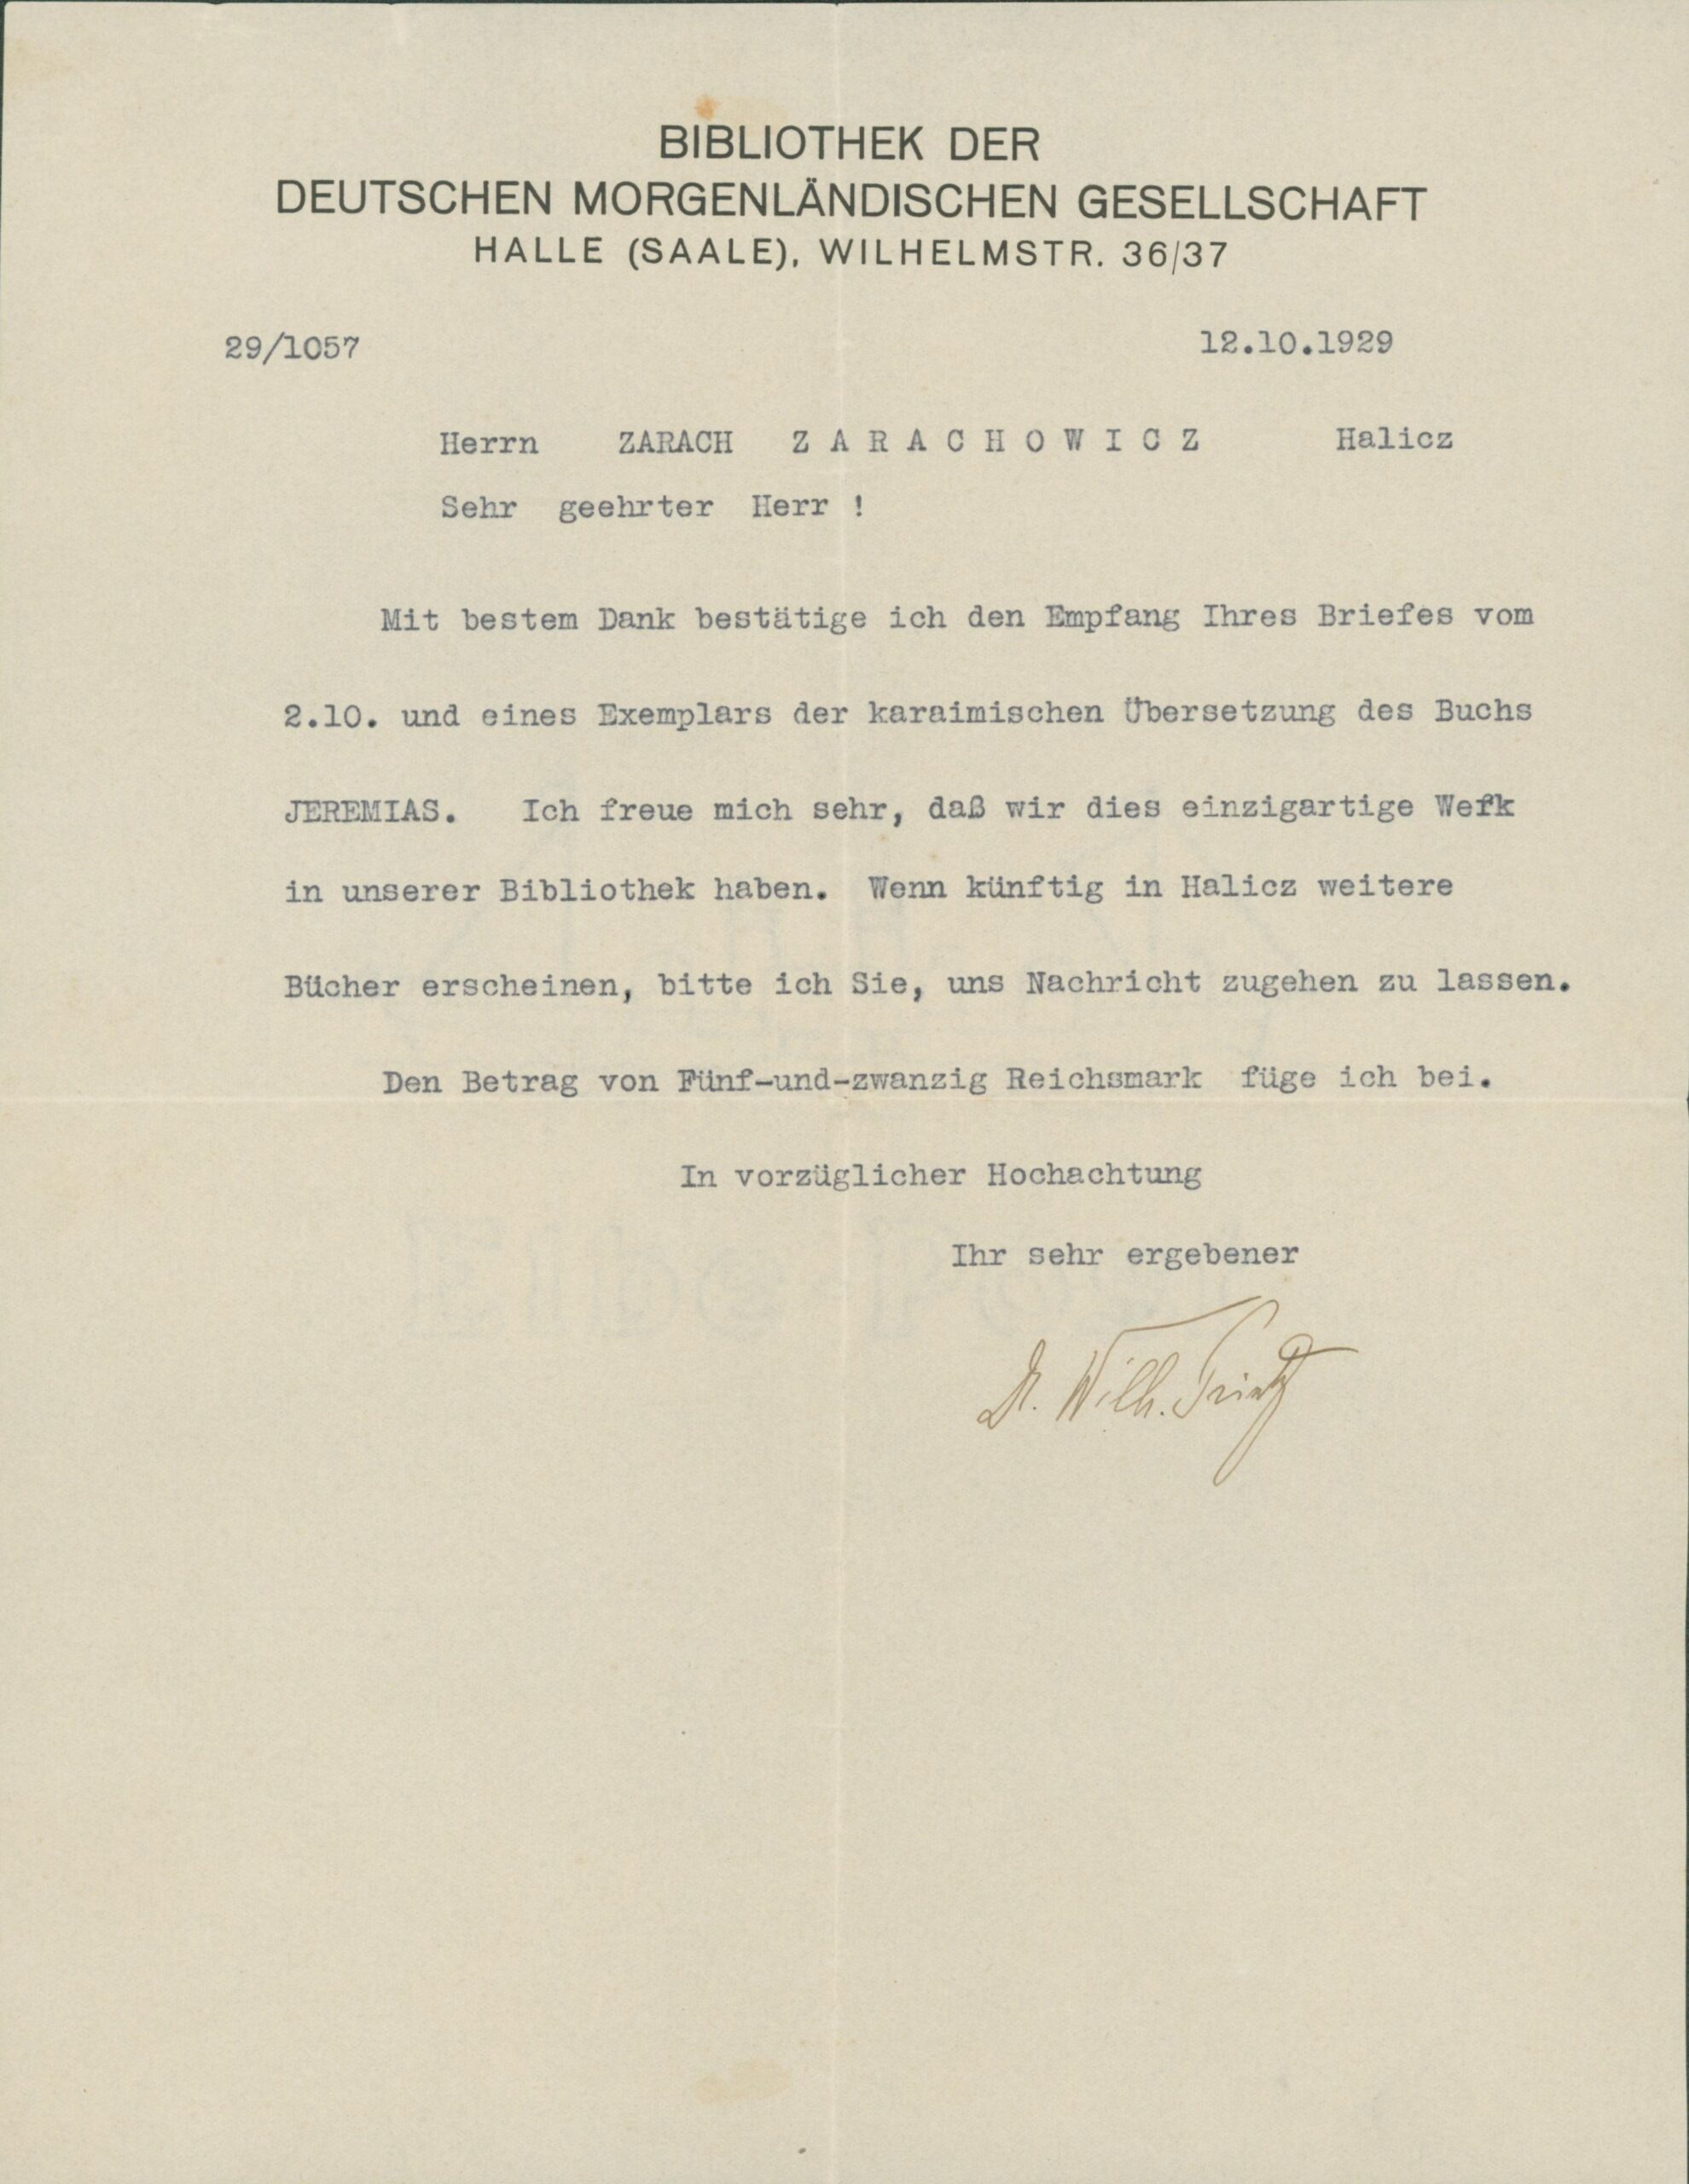 BIBLIOTHEK DER
DEUTSCHEN MORGENLÄNDISCHEN GESELLSCHAFT
HALLE (SAALE), WILHELMSTR. 36/37
29/1057 12.10.1929
Herrn ZARACH Z A R A C H O W I C Z Halicz
Sehr geehrter Herr !
Mit bestem Dank bestätige ich den Empfang Ihres Briefes vom
2.10. und eines Exemplars der karaimischen Übersetzung des Buchs
JEREMIAS. Ich freue mich sehr, daß wir dies einzigartige Werk
in unserer Bibliothek haben. Wenn künftig in Halicz weitere
Bücher erscheinen, bitte ich Sie, uns Nachricht zugehen zu lassen.
Den Betrag von Fünf-und-zwanzig Reichsmark füge ich bei.
In vorzüglicher Hochachtung
Ihr sehr ergebener
Dr. Wilh. Printz